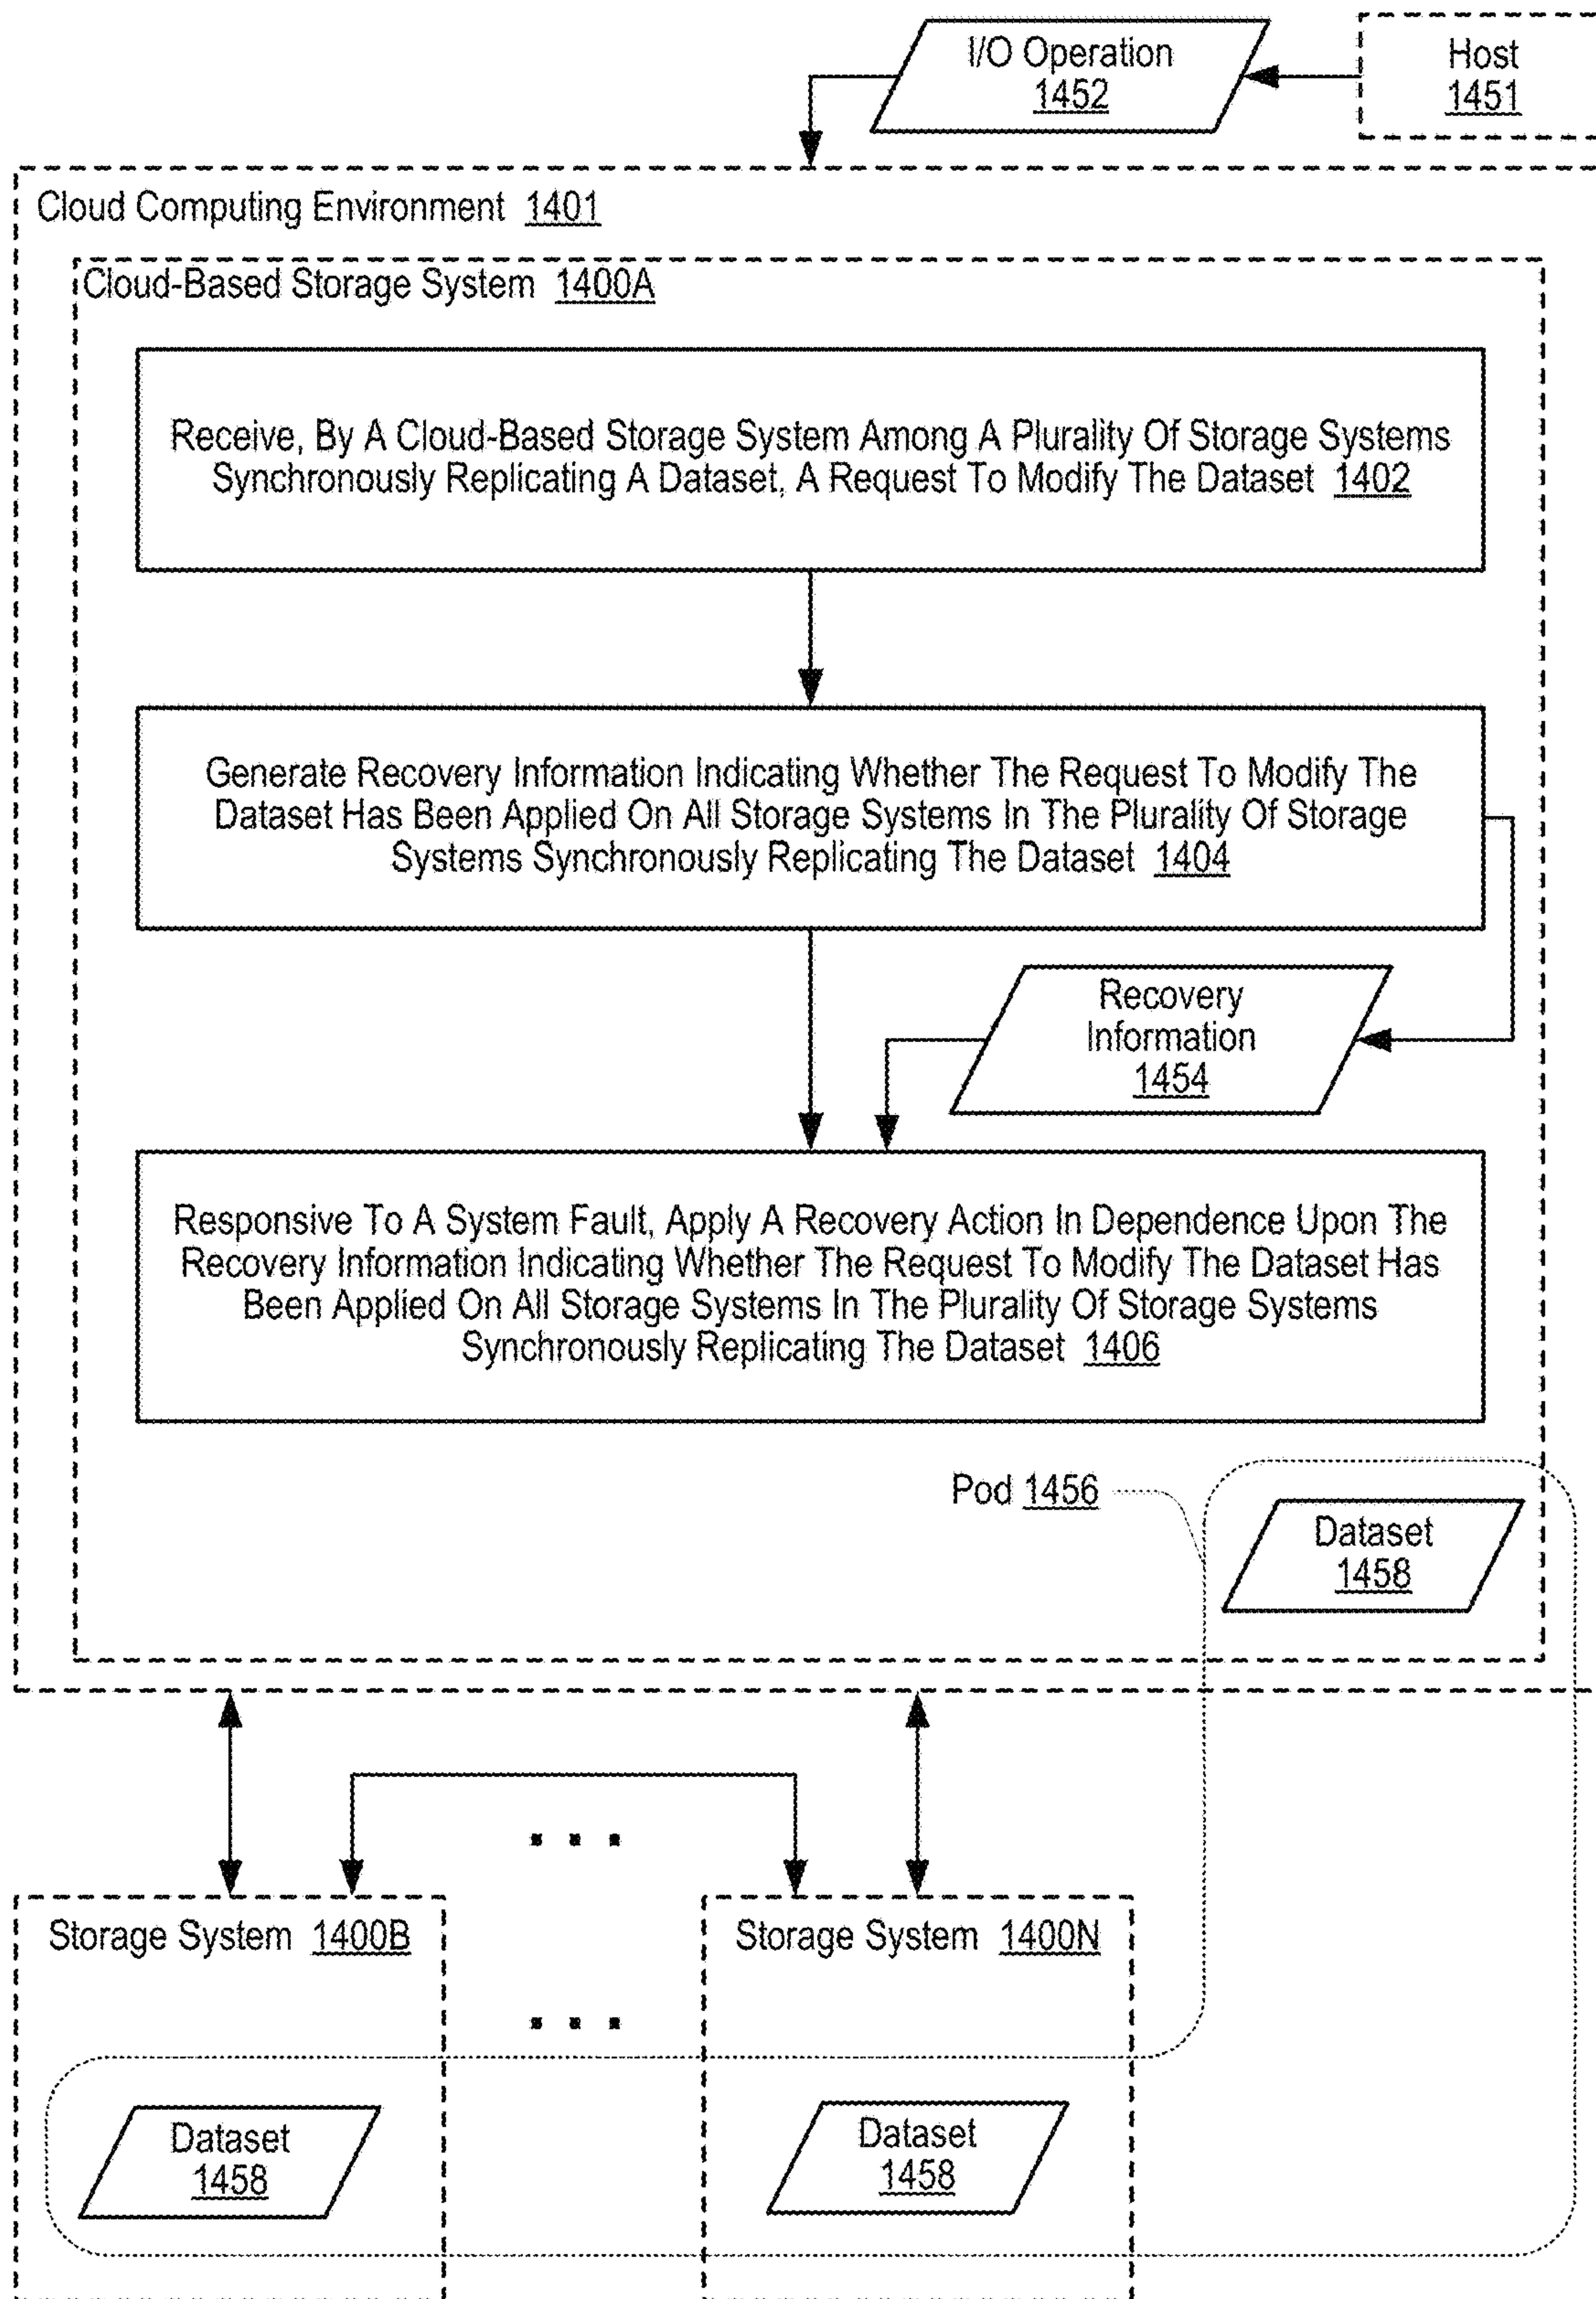 I/O Operation
1452
Host
1451
Cloud Computing Environment 1401
Cloud-Based Storage System 1400A
Receive, By A Cloud-Based Storage System Among A Plurality Of Storage Systems
Synchronously Replicating A Dataset, A Request To Modify The Dataset 1402
Generate Recovery Information Indicating Whether The Request To Modify The
Dataset Has Been Applied On All Storage Systems In The Plurality Of Storage
Systems Synchronously Replicating The Dataset 1404
Recovery
Information
1454
Responsive To A System Fault, Apply A Recovery Action In Dependence Upon The
Recovery Information Indicating Whether The Request To Modify The Dataset Has
Been Applied On All Storage Systems In The Plurality Of Storage Systems
Synchronously Replicating The Dataset 1406
Pod 1456
Dataset
1458
Storage System 1400B
Storage System 1400N
Dataset
1458
Dataset
1458